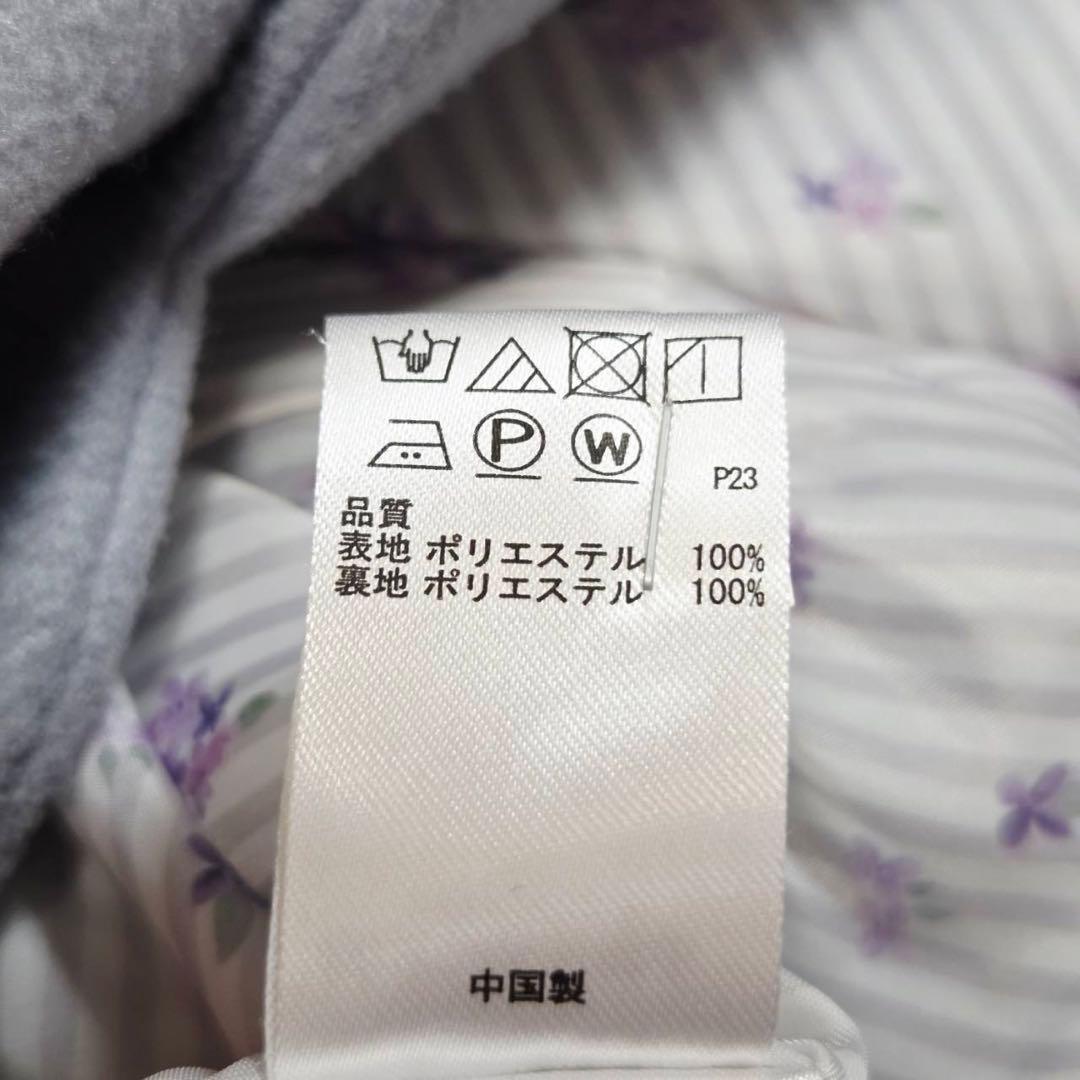 P W P23
品質
表地 ポリエステル 100%
裏地 ポリエステル 100%
中国製